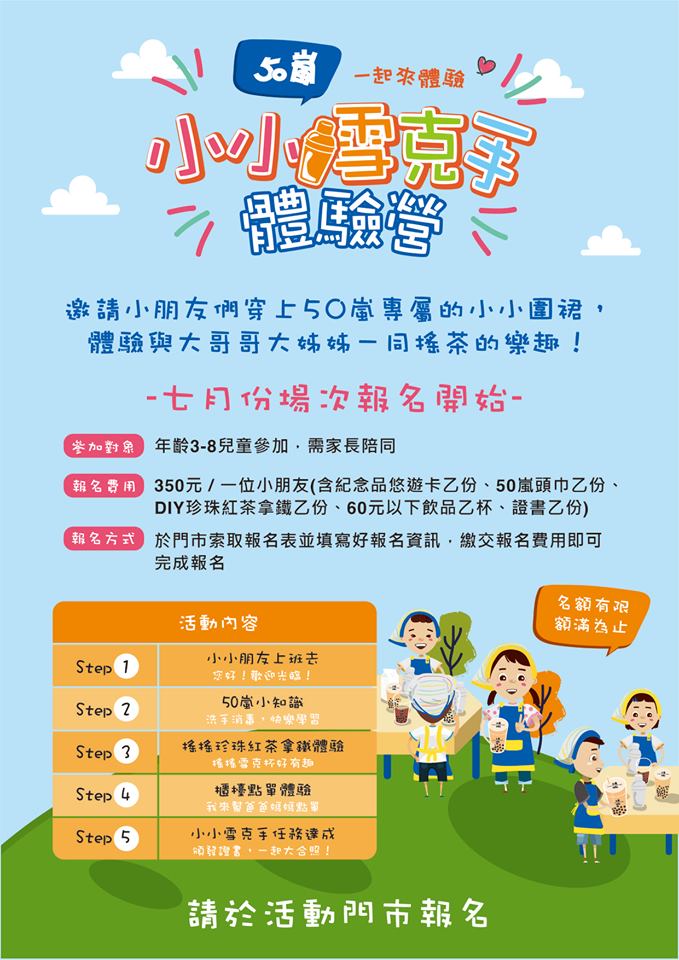 50嵐
一起來體驗
小小雪克手
體驗營
邀請小朋友們穿上50嵐專屬的小小圍裙，
體驗與大哥哥大姊姊一同搖茶的樂趣！
-七月份場次報名開始-
參加對象 年齡3-8兒童參加，需家長陪同
報名費用 350元 / 一位小朋友(含紀念品悠遊卡乙份、50嵐頭巾乙份、
DIY珍珠紅茶拿鐵乙份、60元以下飲品乙杯、證書乙份)
報名方式 於門市索取報名表並填寫好報名資訊，繳交報名費用即可
完成報名
名額有限
額滿為止
活動內容
Step 1 小小朋友上班去
您好！歡迎光臨！
Step 2 50嵐小知識
洗手消毒，快樂學習
Step 3 搖搖珍珠紅茶拿鐵體驗
搖搖雪克杯好有趣
Step 4 櫃檯點單體驗
我來幫爸爸媽媽點單
Step 5 小小雪克手任務達成
頒發證書，一起大合照！
請於活動門市報名